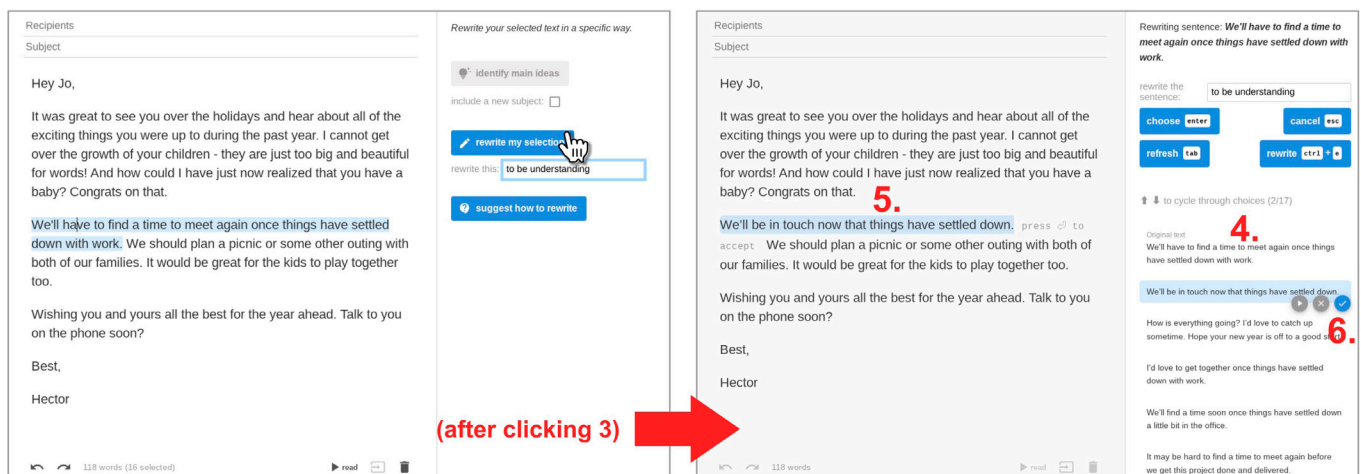 Recipients
Subject
Hey Jo,
It was great to see you over the holidays and hear about all of the
exciting things you were up to during the past year. I cannot get
over the growth of your children - they are just too big and beautiful
for words! And how could I have just now realized that you have a
baby? Congrats on that.
We'll have to find a time to meet again once things have settled
down with work. We should plan a picnic or some other outing with
both of our families. It would be great for the kids to play together
too.
Wishing you and yours all the best for the year ahead. Talk to you
on the phone soon?
Best,
Hector
118 words (16 selected)
read
Rewrite your selected text in a specific way.
identify main ideas
include a new subject:
rewrite my selection
rewrite this: to be understanding
suggest how to rewrite
(after clicking 3)
Recipients
Subject
Hey Jo,
It was great to see you over the holidays and hear about all of the
exciting things you were up to during the past year. I cannot get
over the growth of your children - they are just too big and beautiful
for words! And how could I have just now realized that you have a
baby? Congrats on that.
5.
We'll be in touch now that things have settled down. press ⏎ to
accept We should plan a picnic or some other outing with both of
our families. It would be great for the kids to play together too.
Wishing you and yours all the best for the year ahead. Talk to you
on the phone soon?
Best,
Hector
118 words
read
Rewriting sentence: We'll have to find a time to
meet again once things have settled down with
work.
rewrite the
sentence:
to be understanding
choose enter
cancel esc
refresh tab
rewrite ctrl + e
⬆ ⬇ to cycle through choices (2/17)
4.
Original text
We'll have to find a time to meet again once things
have settled down with work.
We'll be in touch now that things have settled down.
6.
How is everything going? I'd love to catch up
sometime. Hope your new year is off to a good start.
I'd love to get together once things have settled
down with work.
We'll find a time soon once things have settled down
a little bit in the office.
It may be hard to find a time to meet again before
we get this project done and delivered.